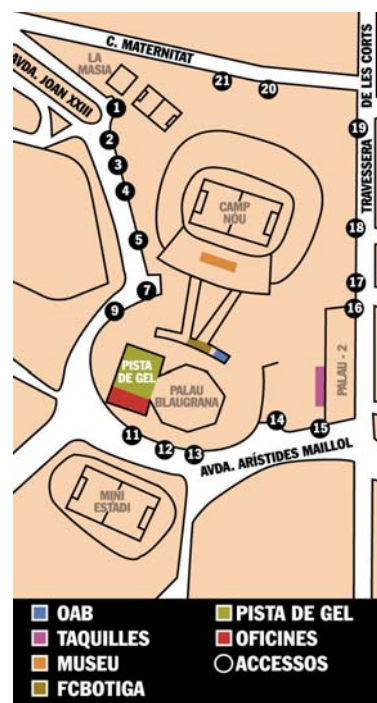 C. MATERNITAT
LA
MASIA
AVDA. JOAN XXIII
DE LES CORTS
TRAVESSERA
21
20
1
2
3
4
5
7
9
19
18
17
16
CAMP
NOU
PISTA
DE GEL
PALAU
BLAUGRANA
PALAU - 2
11
12
13
14
15
AVDA. ARÍSTIDES MAILLOL
MINI
ESTADI
OAB
TAQUILLES
MUSEU
FCBOTIGA
PISTA DE GEL
OFICINES
ACCESSOS